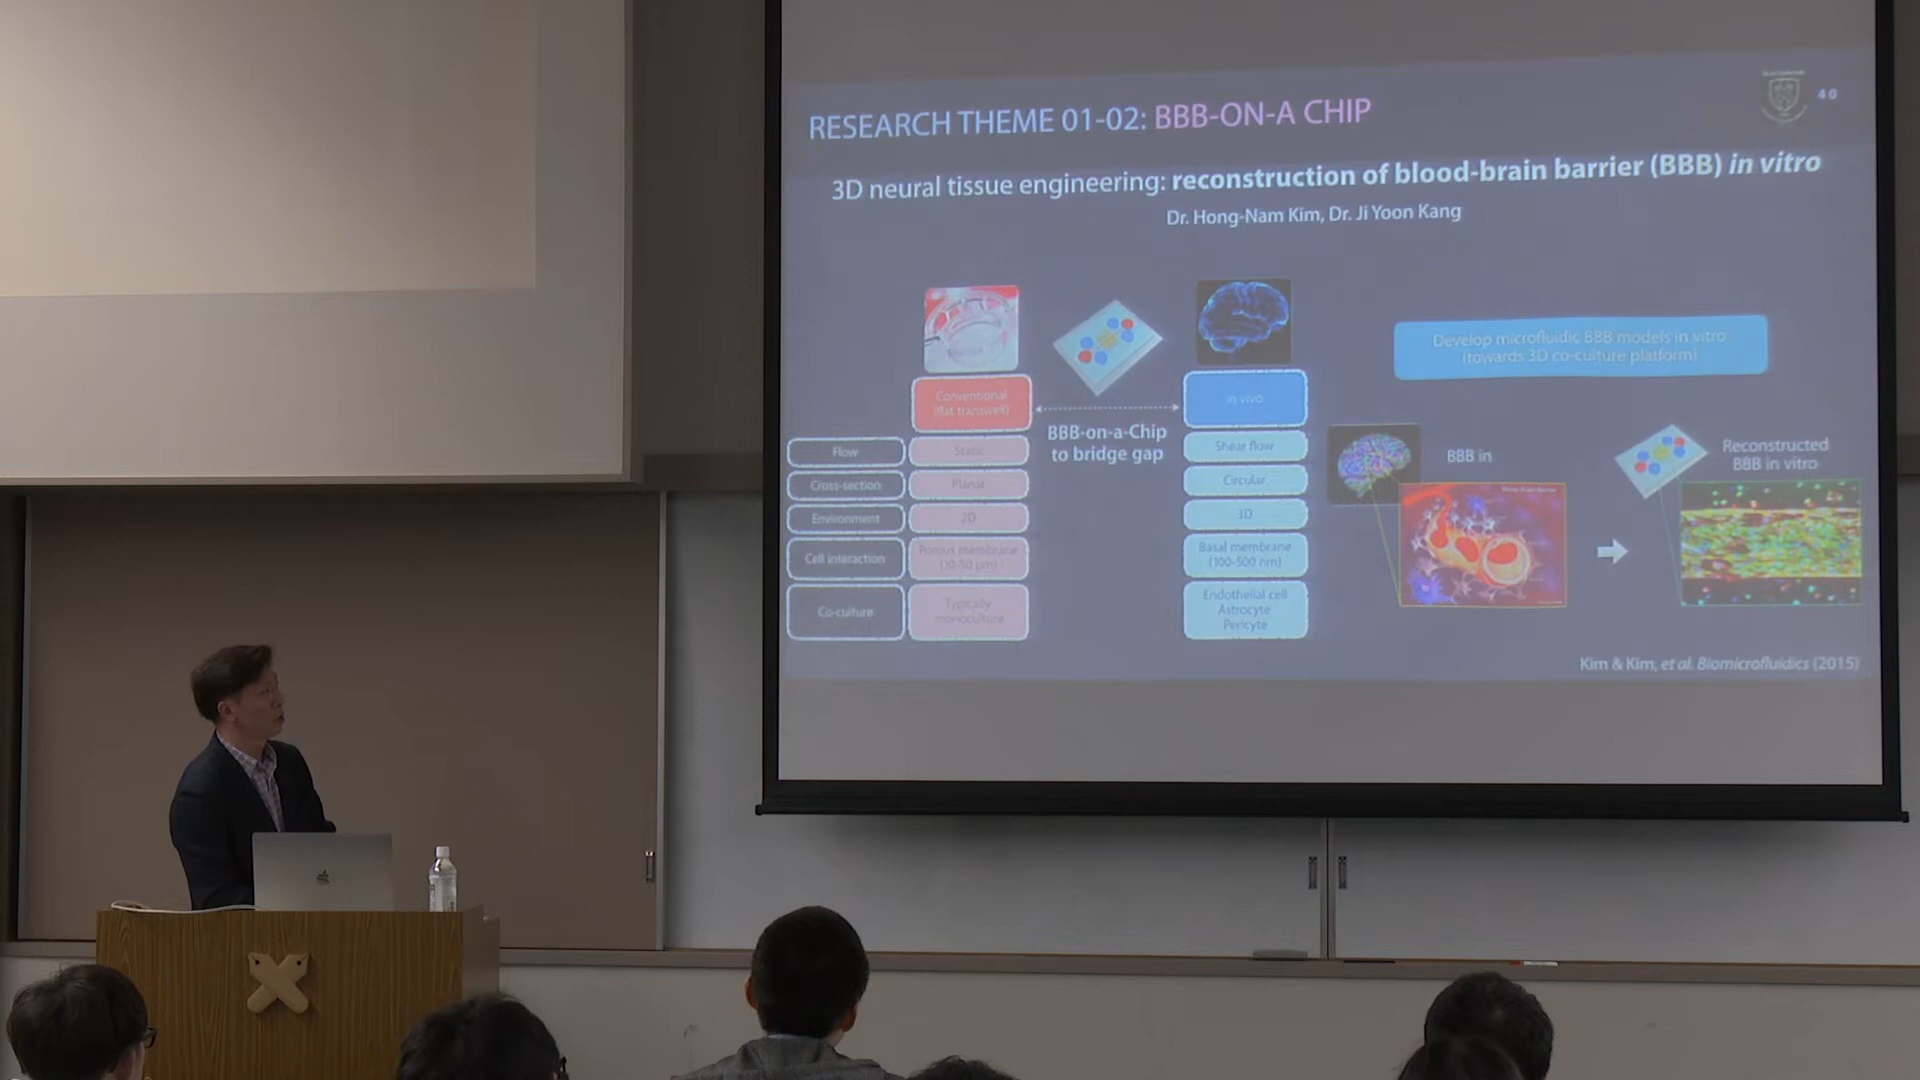 RESEARCH THEME 01-02: BBB-ON-A CHIP
40
3D neural tissue engineering: reconstruction of blood-brain barrier (BBB) in vitro
Dr. Hong-Nam Kim, Dr. Ji Yoon Kang
Conventional
(flat transwell)
BBB-on-a-Chip
to bridge gap
in vivo
Flow
Static
Shear flow
Cross-section
Planar
Circular
Environment
2D
3D
Cell interaction
Porous membrane
(10-50 μm)
Basal membrane
(100-500 nm)
Co-culture
Typically
monoculture
Endothelial cell
Astrocyte
Pericyte
Develop microfluidic BBB models in vitro
(towards 3D co-culture platform)
BBB in
Reconstructed
BBB in vitro
Kim & Kim, et al. Biomicrofluidics (2015)